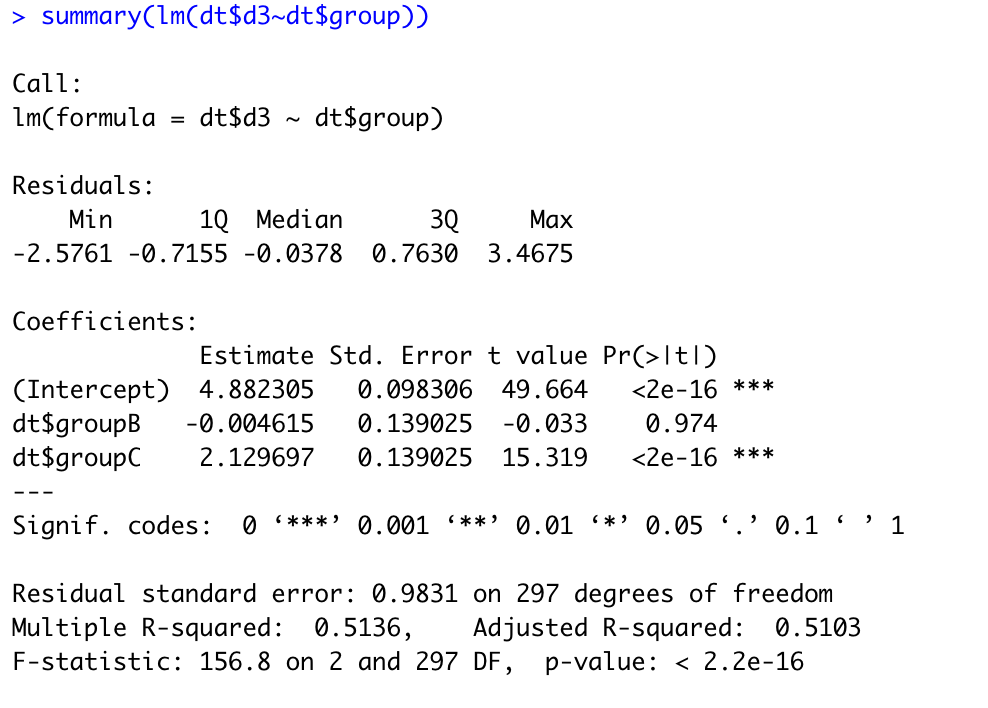 > summary(lm(dt$d3~dt$group))
Call:
lm(formula = dt$d3 ~ dt$group)
Residuals:
    Min      1Q  Median      3Q     Max
-2.5761 -0.7155 -0.0378  0.7630  3.4675
Coefficients:
             Estimate Std. Error t value Pr(>|t|)
(Intercept)  4.882305   0.098306  49.664   <2e-16 ***
dt$groupB   -0.004615   0.139025  -0.033    0.974
dt$groupC    2.129697   0.139025  15.319   <2e-16 ***
---
Signif. codes:  0 ‘***’ 0.001 ‘**’ 0.01 ‘*’ 0.05 ‘.’ 0.1 ‘ ’ 1
Residual standard error: 0.9831 on 297 degrees of freedom
Multiple R-squared:  0.5136,    Adjusted R-squared:  0.5103
F-statistic: 156.8 on 2 and 297 DF,  p-value: < 2.2e-16